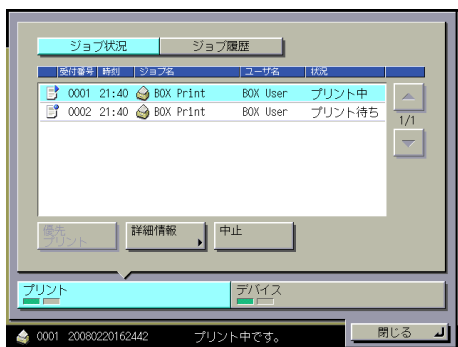 ジョブ状況 ジョブ履歴
受付番号 時刻 ジョブ名 ユーザ名 状況
0001 21:40 BOX Print BOX User プリント中
0002 21:40 BOX Print BOX User プリント待ち
1/1
優先
プリント
詳細情報
中止
プリント デバイス
0001 20080220162442 プリント中です。 閉じる